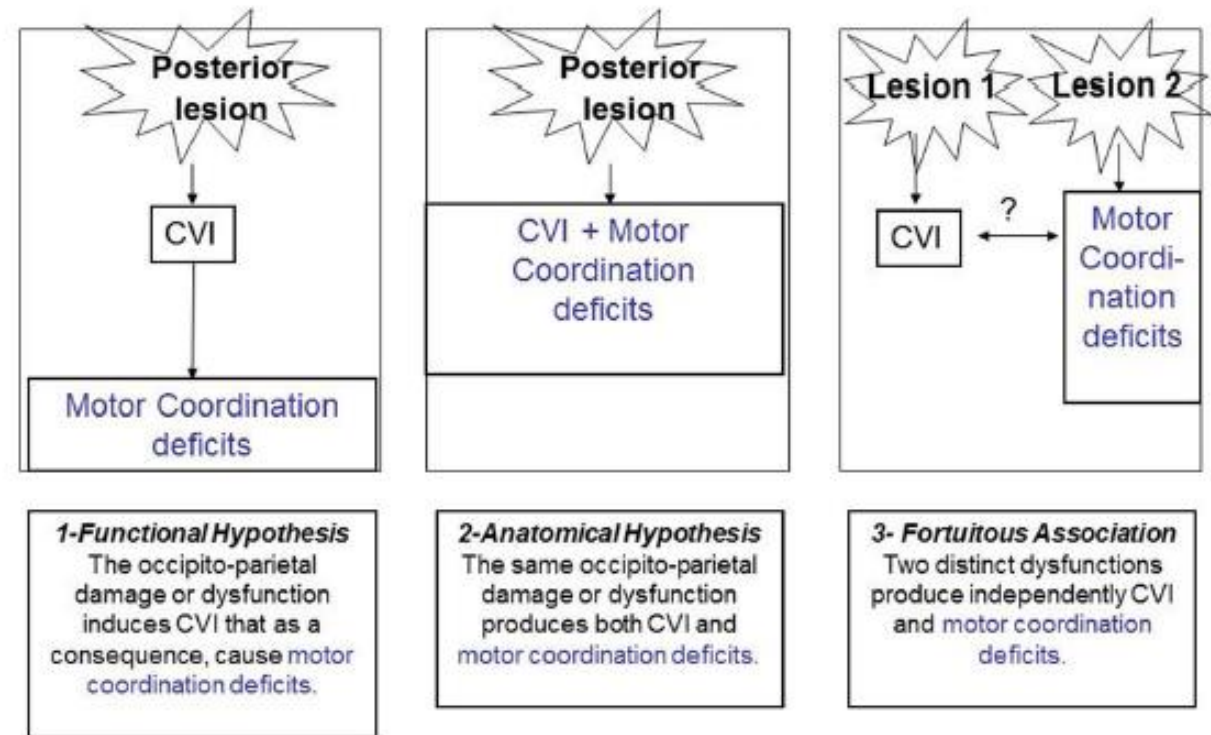 Posterior
lesion
CVI
Motor Coordination
deficits
Posterior
lesion
CVI + Motor
Coordination
deficits
Lesion 1
Lesion 2
CVI
?
Motor
Coordi-
nation
deficits
1-Functional Hypothesis
The occipito-parietal
damage or dysfunction
induces CVI that as a
consequence, cause motor
coordination deficits.
2-Anatomical Hypothesis
The same occipito-parietal
damage or dysfunction
produces both CVI and
motor coordination deficits.
3- Fortuitous Association
Two distinct dysfunctions
produce independently CVI
and motor coordination
deficits.